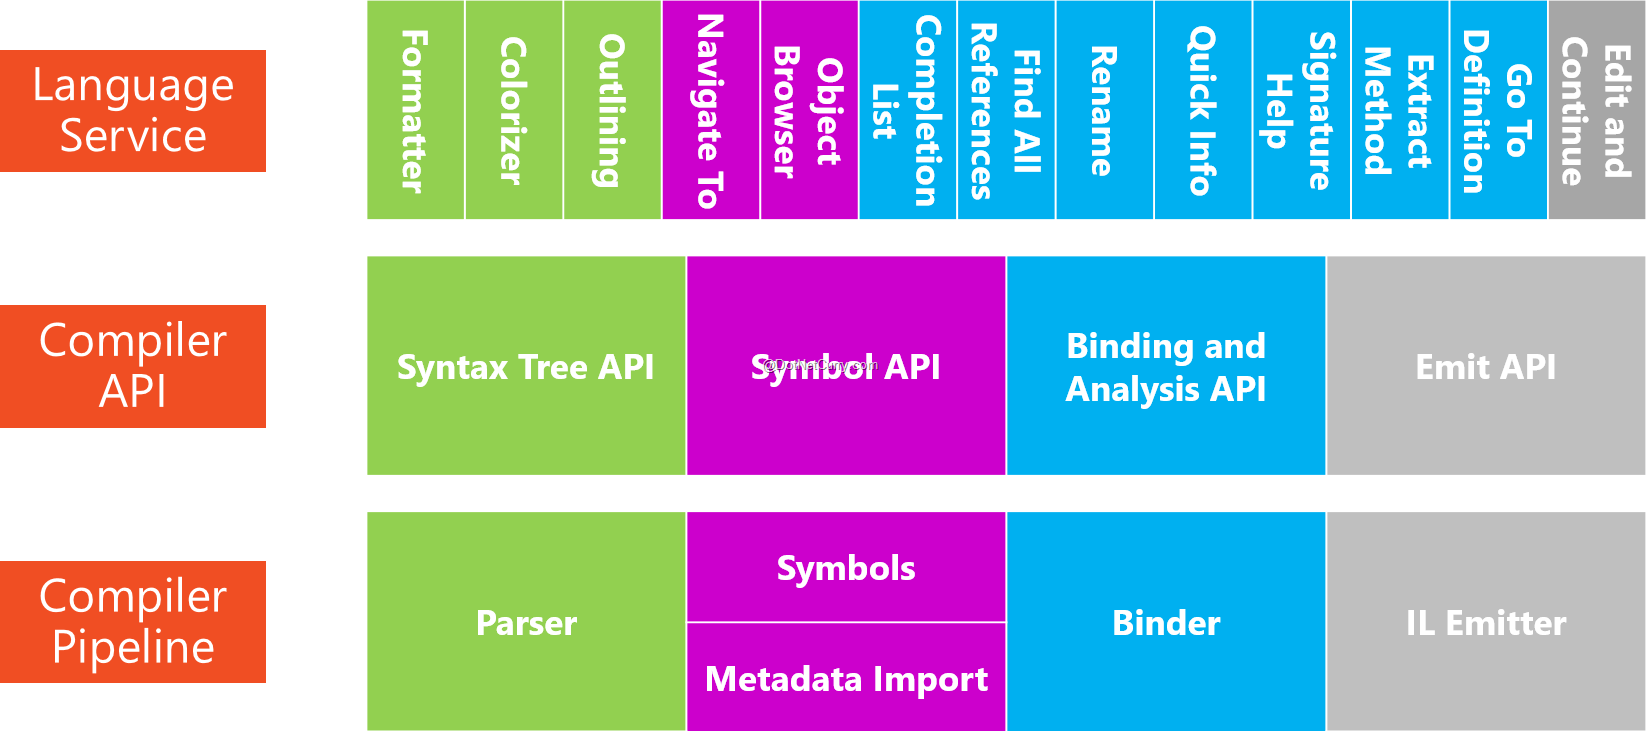 Language
Service
Formatter
Colorizer
Outlining
Navigate To
Object
Browser
Completion
List
Find All
References
Rename
Quick Info
Signature
Help
Extract
Method
Go To
Definition
Edit and
Continue
Compiler
API
Syntax Tree API
Symbol API
@DotNetCurry.com
Binding and
Analysis API
Emit API
Compiler
Pipeline
Parser
Symbols
Metadata Import
Binder
IL Emitter